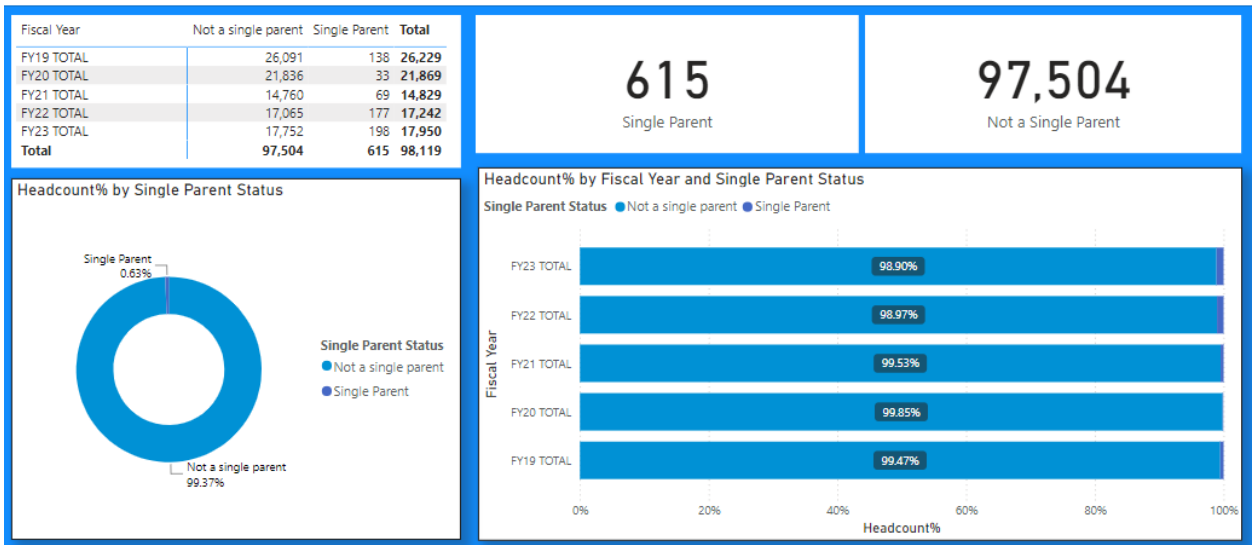 Fiscal Year Not a single parent Single Parent Total
FY19 TOTAL 26,091 138 26,229
FY20 TOTAL 21,836 33 21,869
FY21 TOTAL 14,760 69 14,829
FY22 TOTAL 17,065 177 17,242
FY23 TOTAL 17,752 198 17,950
Total 97,504 615 98,119
615
Single Parent
97,504
Not a Single Parent
Headcount% by Single Parent Status
Single Parent
0.63%
Not a single parent
99.37%
Single Parent Status
Not a single parent
Single Parent
Headcount% by Fiscal Year and Single Parent Status
Single Parent Status Not a single parent Single Parent
Fiscal Year
FY23 TOTAL 98.90%
FY22 TOTAL 98.97%
FY21 TOTAL 99.53%
FY20 TOTAL 99.85%
FY19 TOTAL 99.47%
0% 20% 40% 60% 80% 100%
Headcount%